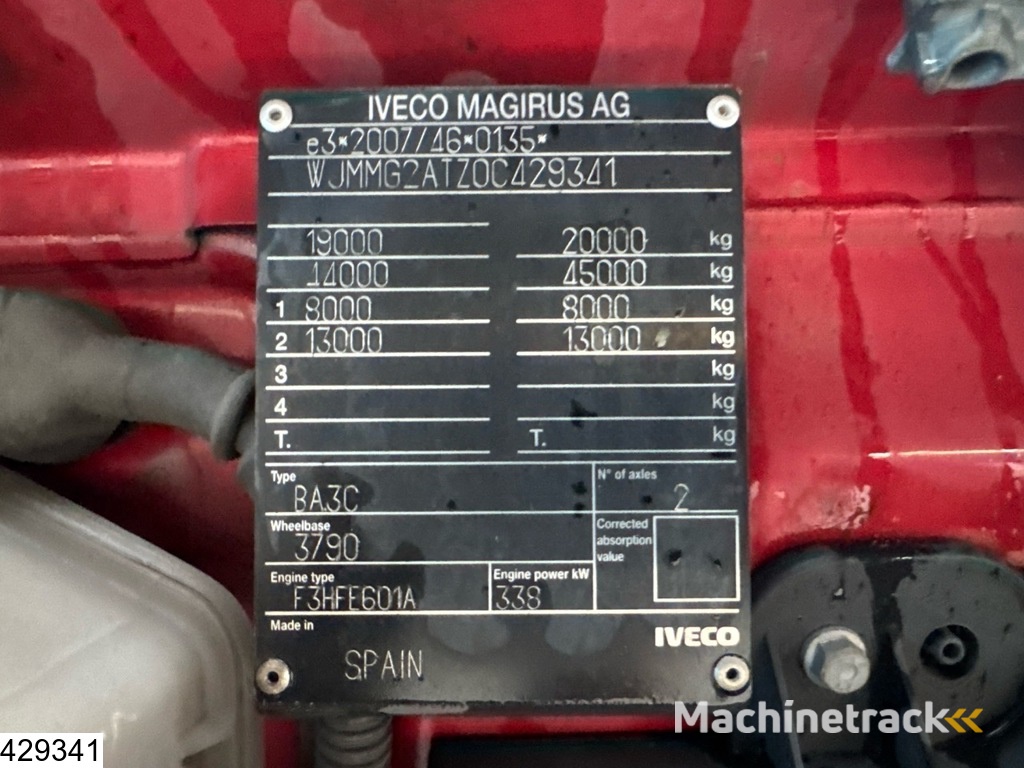 IVECO MAGIRUS AG
e3*2007/46*0135*
WJMMG2ATZ0C429341
19000 20000 kg
44000 45000 kg
1 8000 8000 kg
2 13000 13000 kg
3 kg
4 kg
T. T. kg
Type N° of axles
BA3C 2
Wheelbase Corrected absorption value
3790
Engine type Engine power kW
F3HFE601A 338
Made in IVECO
SPAIN
Machinetrack
429341